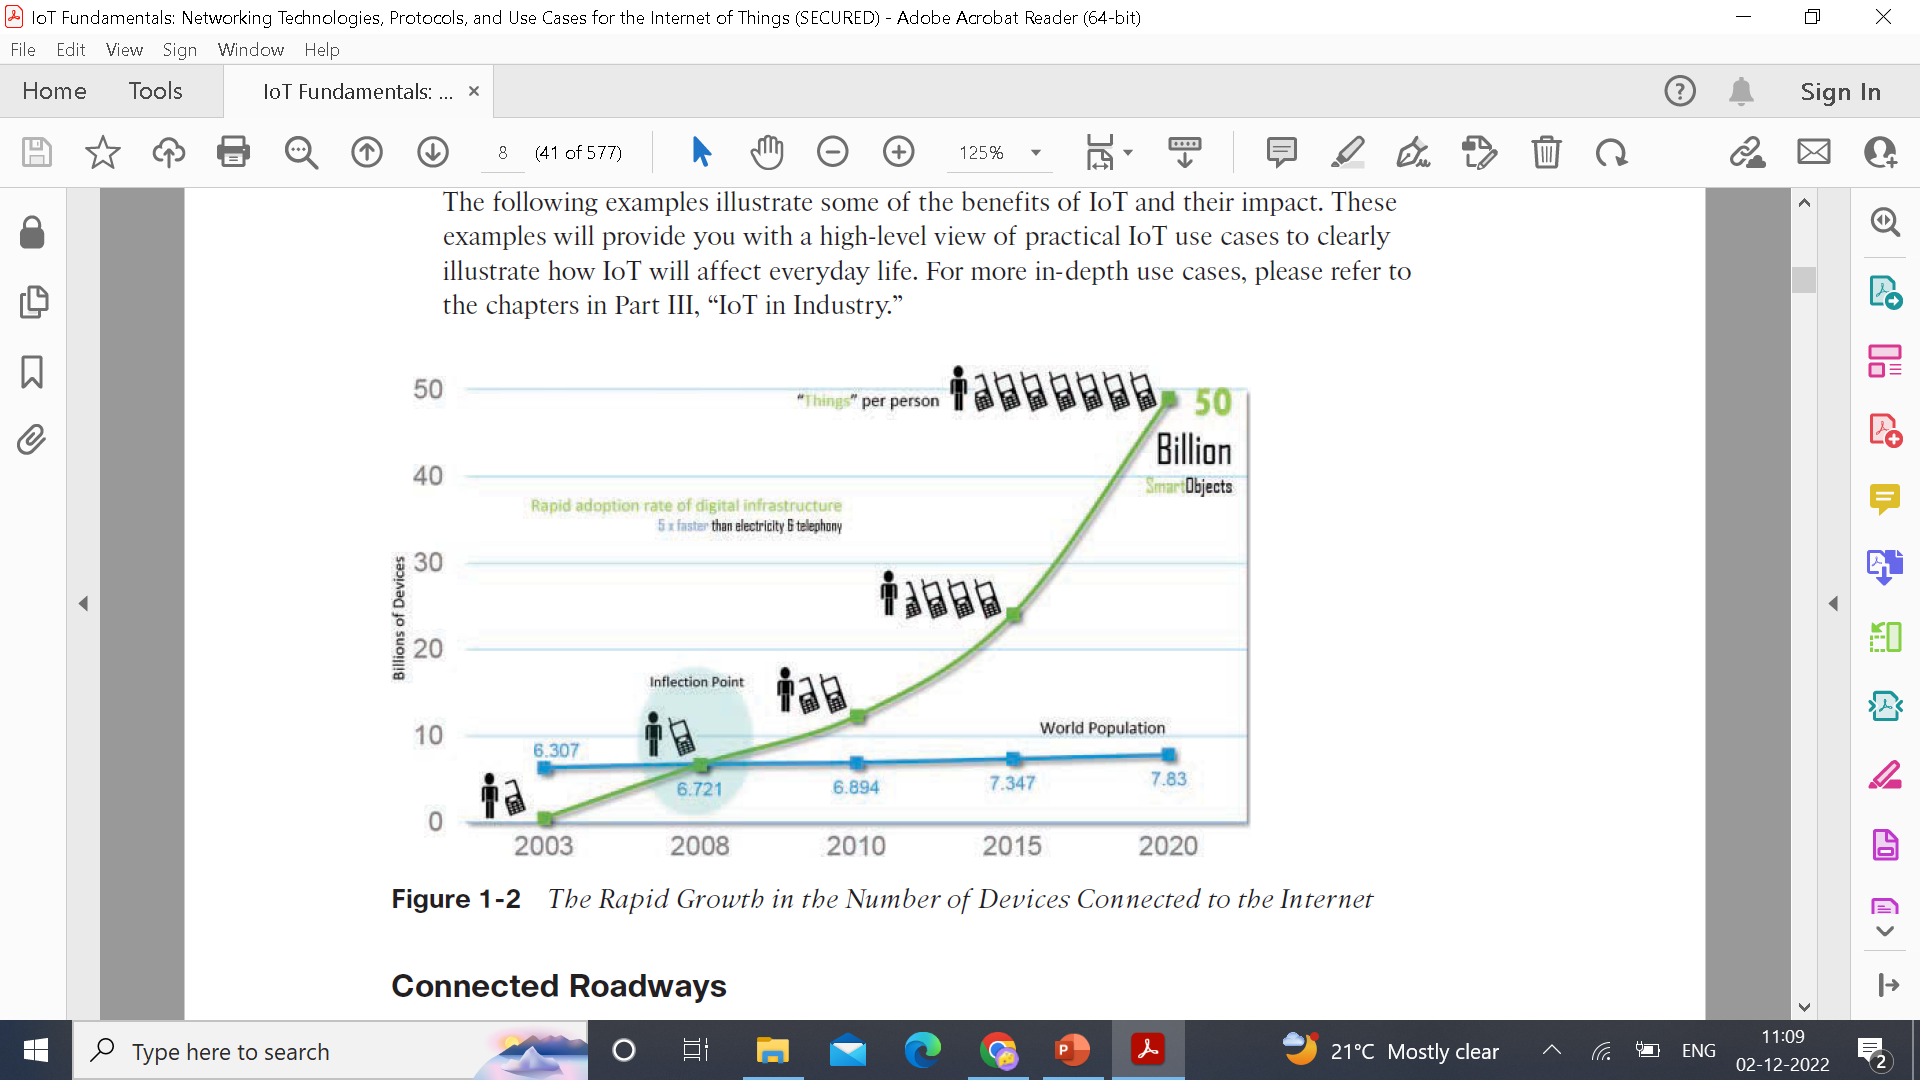 IoT Fundamentals: Networking Technologies, Protocols, and Use Cases for the Internet of Things (SECURED) - Adobe Acrobat Reader (64-bit)
File Edit View Sign Window Help
Home Tools IoT Fundamentals: ... × Sign In
8 (41 of 577) 125%
The following examples illustrate some of the benefits of IoT and their impact. These
examples will provide you with a high-level view of practical IoT use cases to clearly
illustrate how IoT will affect everyday life. For more in-depth use cases, please refer to
the chapters in Part III, “IoT in Industry.”
50
"Things" per person
50
Billion
SmartObjects
40
Rapid adoption rate of digital infrastructure
5 x faster than electricity & telephony
30
Billions of Devices
20
Inflection Point
10
World Population
6.307
6.721
6.894
7.347
7.83
0
2003 2008 2010 2015 2020
Figure 1-2 The Rapid Growth in the Number of Devices Connected to the Internet
Connected Roadways
Type here to search
21°C Mostly clear
ENG
11:09
02-12-2022
2